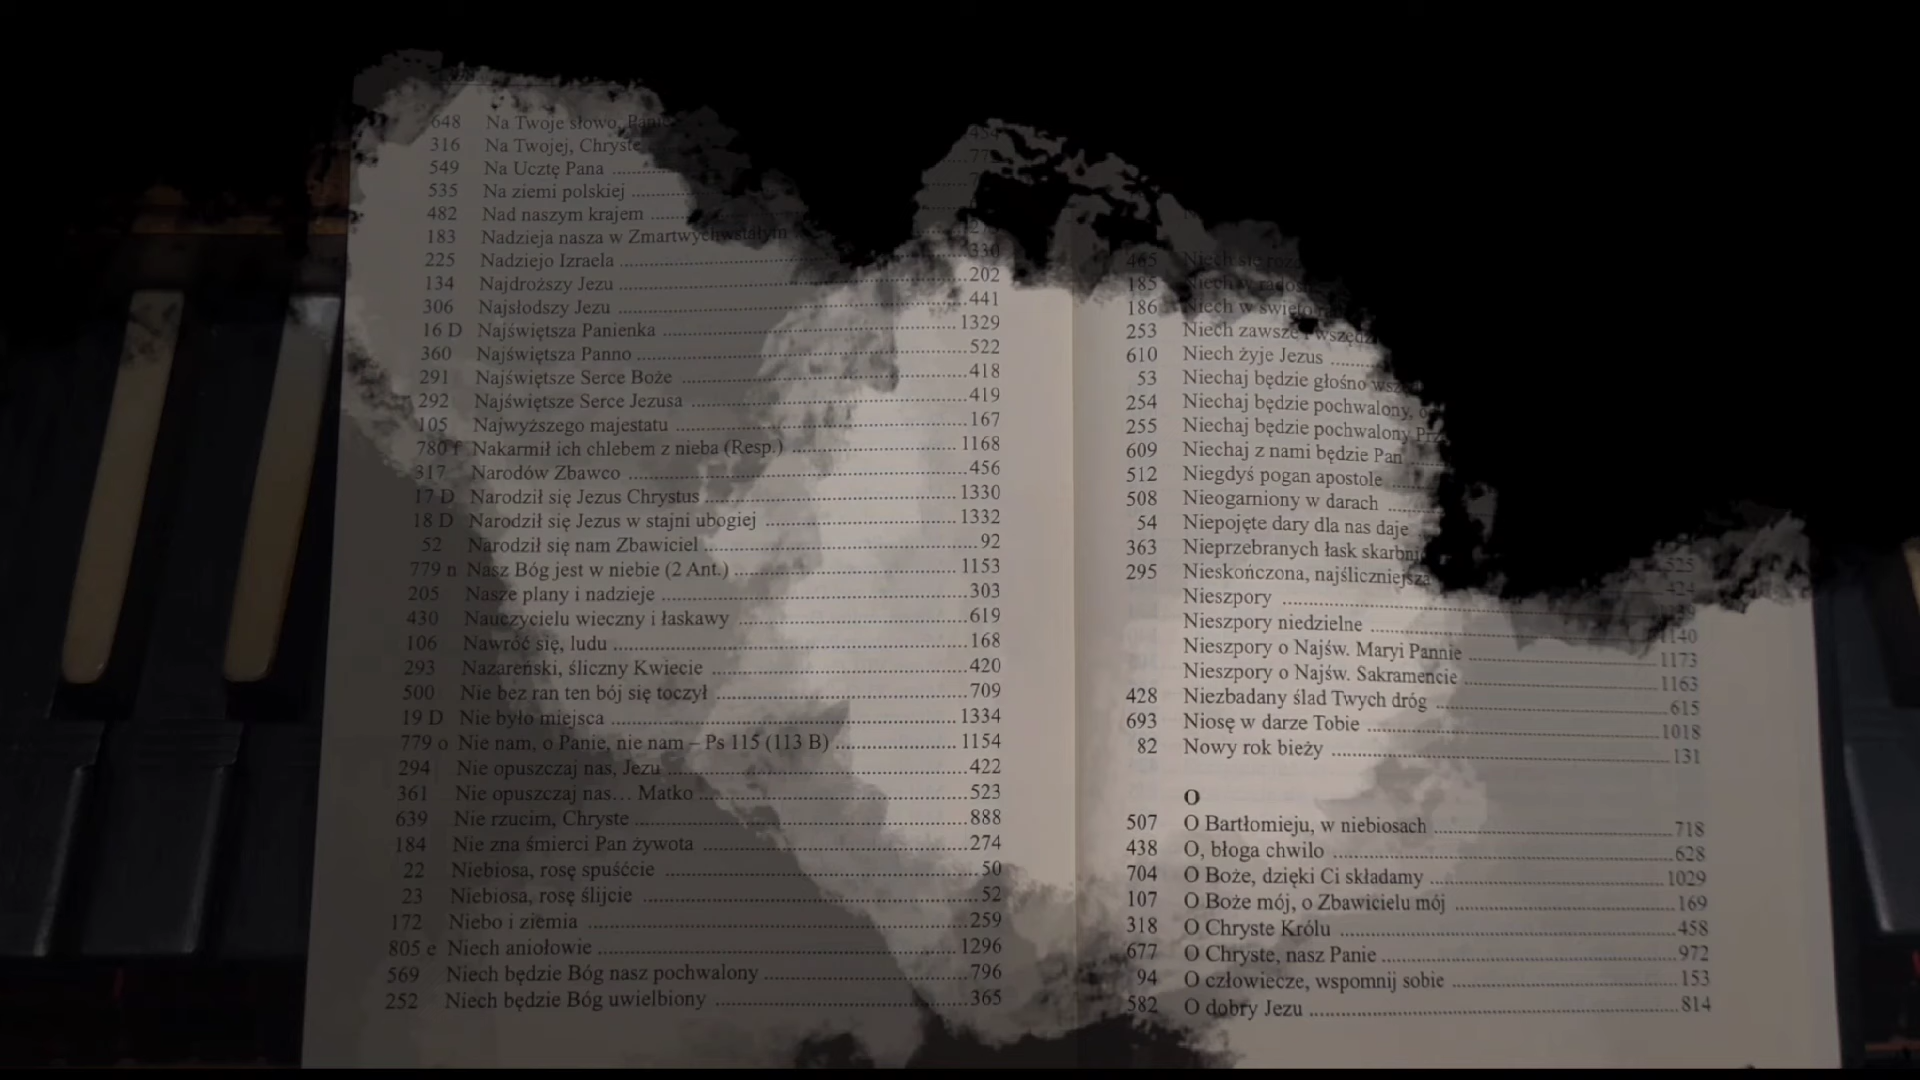 648 Na Twoje słowo, Panie
316 Na Twojej, Chryste
549 Na Ucztę Pana
535 Na ziemi polskiej
482 Nad naszym krajem
183 Nadzieja nasza w Zmartwychwstałym
225 Nadziejo Izraela 330
134 Najdroższy Jezu 202
306 Najsłodszy Jezu 441
16 D Najświętsza Panienka 1329
360 Najświętsza Panno 522
291 Najświętsze Serce Boże 418
292 Najświętsze Serce Jezusa 419
105 Najwyższego majestatu 167
780 f Nakarmił ich chlebem z nieba (Resp.) 1168
317 Narodów Zbawco 456
17 D Narodził się Jezus Chrystus 1330
18 D Narodził się Jezus w stajni ubogiej 1332
52 Narodził się nam Zbawiciel 92
779 n Nasz Bóg jest w niebie (2 Ant.) 1153
205 Nasze plany i nadzieje 303
430 Nauczycielu wieczny i łaskawy 619
106 Nawróć się, ludu 168
293 Nazareński, śliczny Kwiecie 420
500 Nie bez ran ten bój się toczył 709
19 D Nie było miejsca 1334
779 o Nie nam, o Panie, nie nam – Ps 115 (113 B) 1154
294 Nie opuszczaj nas, Jezu 422
361 Nie opuszczaj nas… Matko 523
639 Nie rzucim, Chryste 888
184 Nie zna śmierci Pan żywota 274
22 Niebiosa, rosę spuśćcie 50
23 Niebiosa, rosę ślijcie 52
172 Niebo i ziemia 259
805 e Niech aniołowie 1296
569 Niech będzie Bóg nasz pochwalony 796
252 Niech będzie Bóg uwielbiony 365
465 Niech się
185 Niech w
186 Niech w święto
253 Niech zawsze i wszędzie
610 Niech żyje Jezus
53 Niechaj będzie głośno
254 Niechaj będzie pochwalony,
255 Niechaj będzie pochwalony
609 Niechaj z nami będzie Pan
512 Niegdyś pogan apostole
508 Nieogarniony w darach
54 Niepojęte dary dla nas daje
363 Nieprzebranych łask 525
295 Nieskończona, najśliczniejsza 424
Nieszpory
Nieszpory niedzielne 1140
Nieszpory o Najśw. Maryi Pannie 1173
Nieszpory o Najśw. Sakramencie 1163
428 Niezbadany ślad Twych dróg 615
693 Niosę w darze Tobie 1018
82 Nowy rok bieży 131
O
507 O Bartłomieju, w niebiosach 718
438 O, błoga chwilo 628
704 O Boże, dzięki Ci składamy 1029
107 O Boże mój, o Zbawicielu mój 169
318 O Chryste Królu 458
677 O Chryste, nasz Panie 972
94 O człowiecze, wspomnij sobie 153
582 O dobry Jezu 814